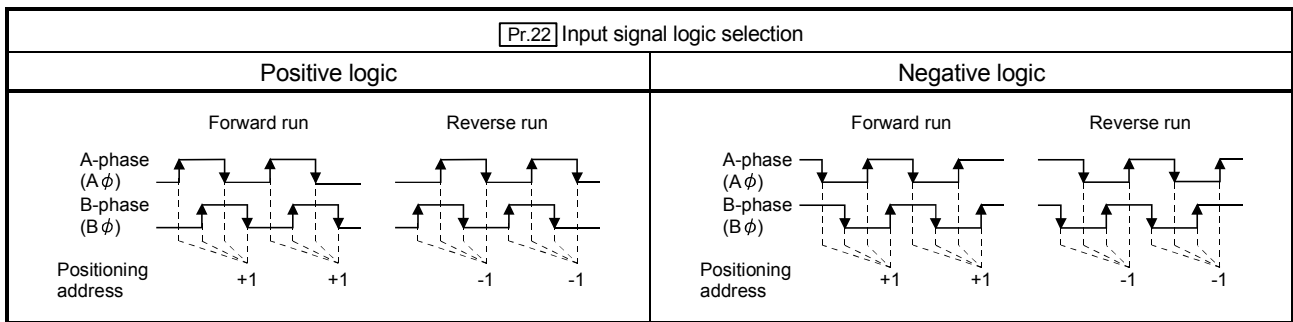 Pr.22 Input signal logic selection
Positive logic
Negative logic
Forward run
Reverse run
A-phase
(Aϕ)
B-phase
(Bϕ)
Positioning
address
+1
+1
-1
-1
Forward run
Reverse run
A-phase
(Aϕ)
B-phase
(Bϕ)
Positioning
address
+1
+1
-1
-1